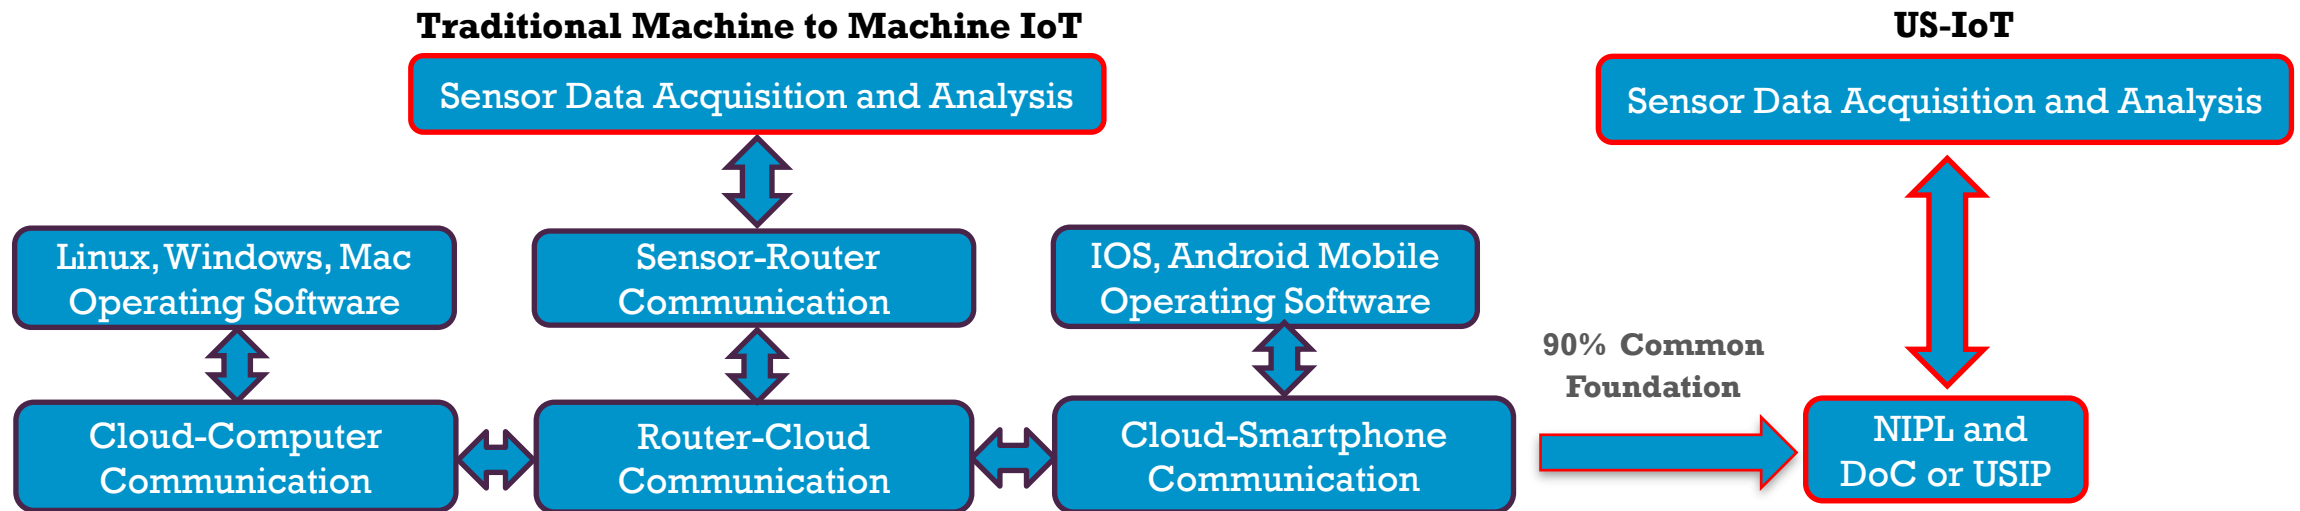 Traditional Machine to Machine IoT
Sensor Data Acquisition and Analysis
Linux, Windows, Mac
Operating Software
Sensor-Router
Communication
IOS, Android Mobile
Operating Software
Cloud-Computer
Communication
Router-Cloud
Communication
Cloud-Smartphone
Communication
90% Common
Foundation
US-IoT
Sensor Data Acquisition and Analysis
NIPL and
DoC or USIP